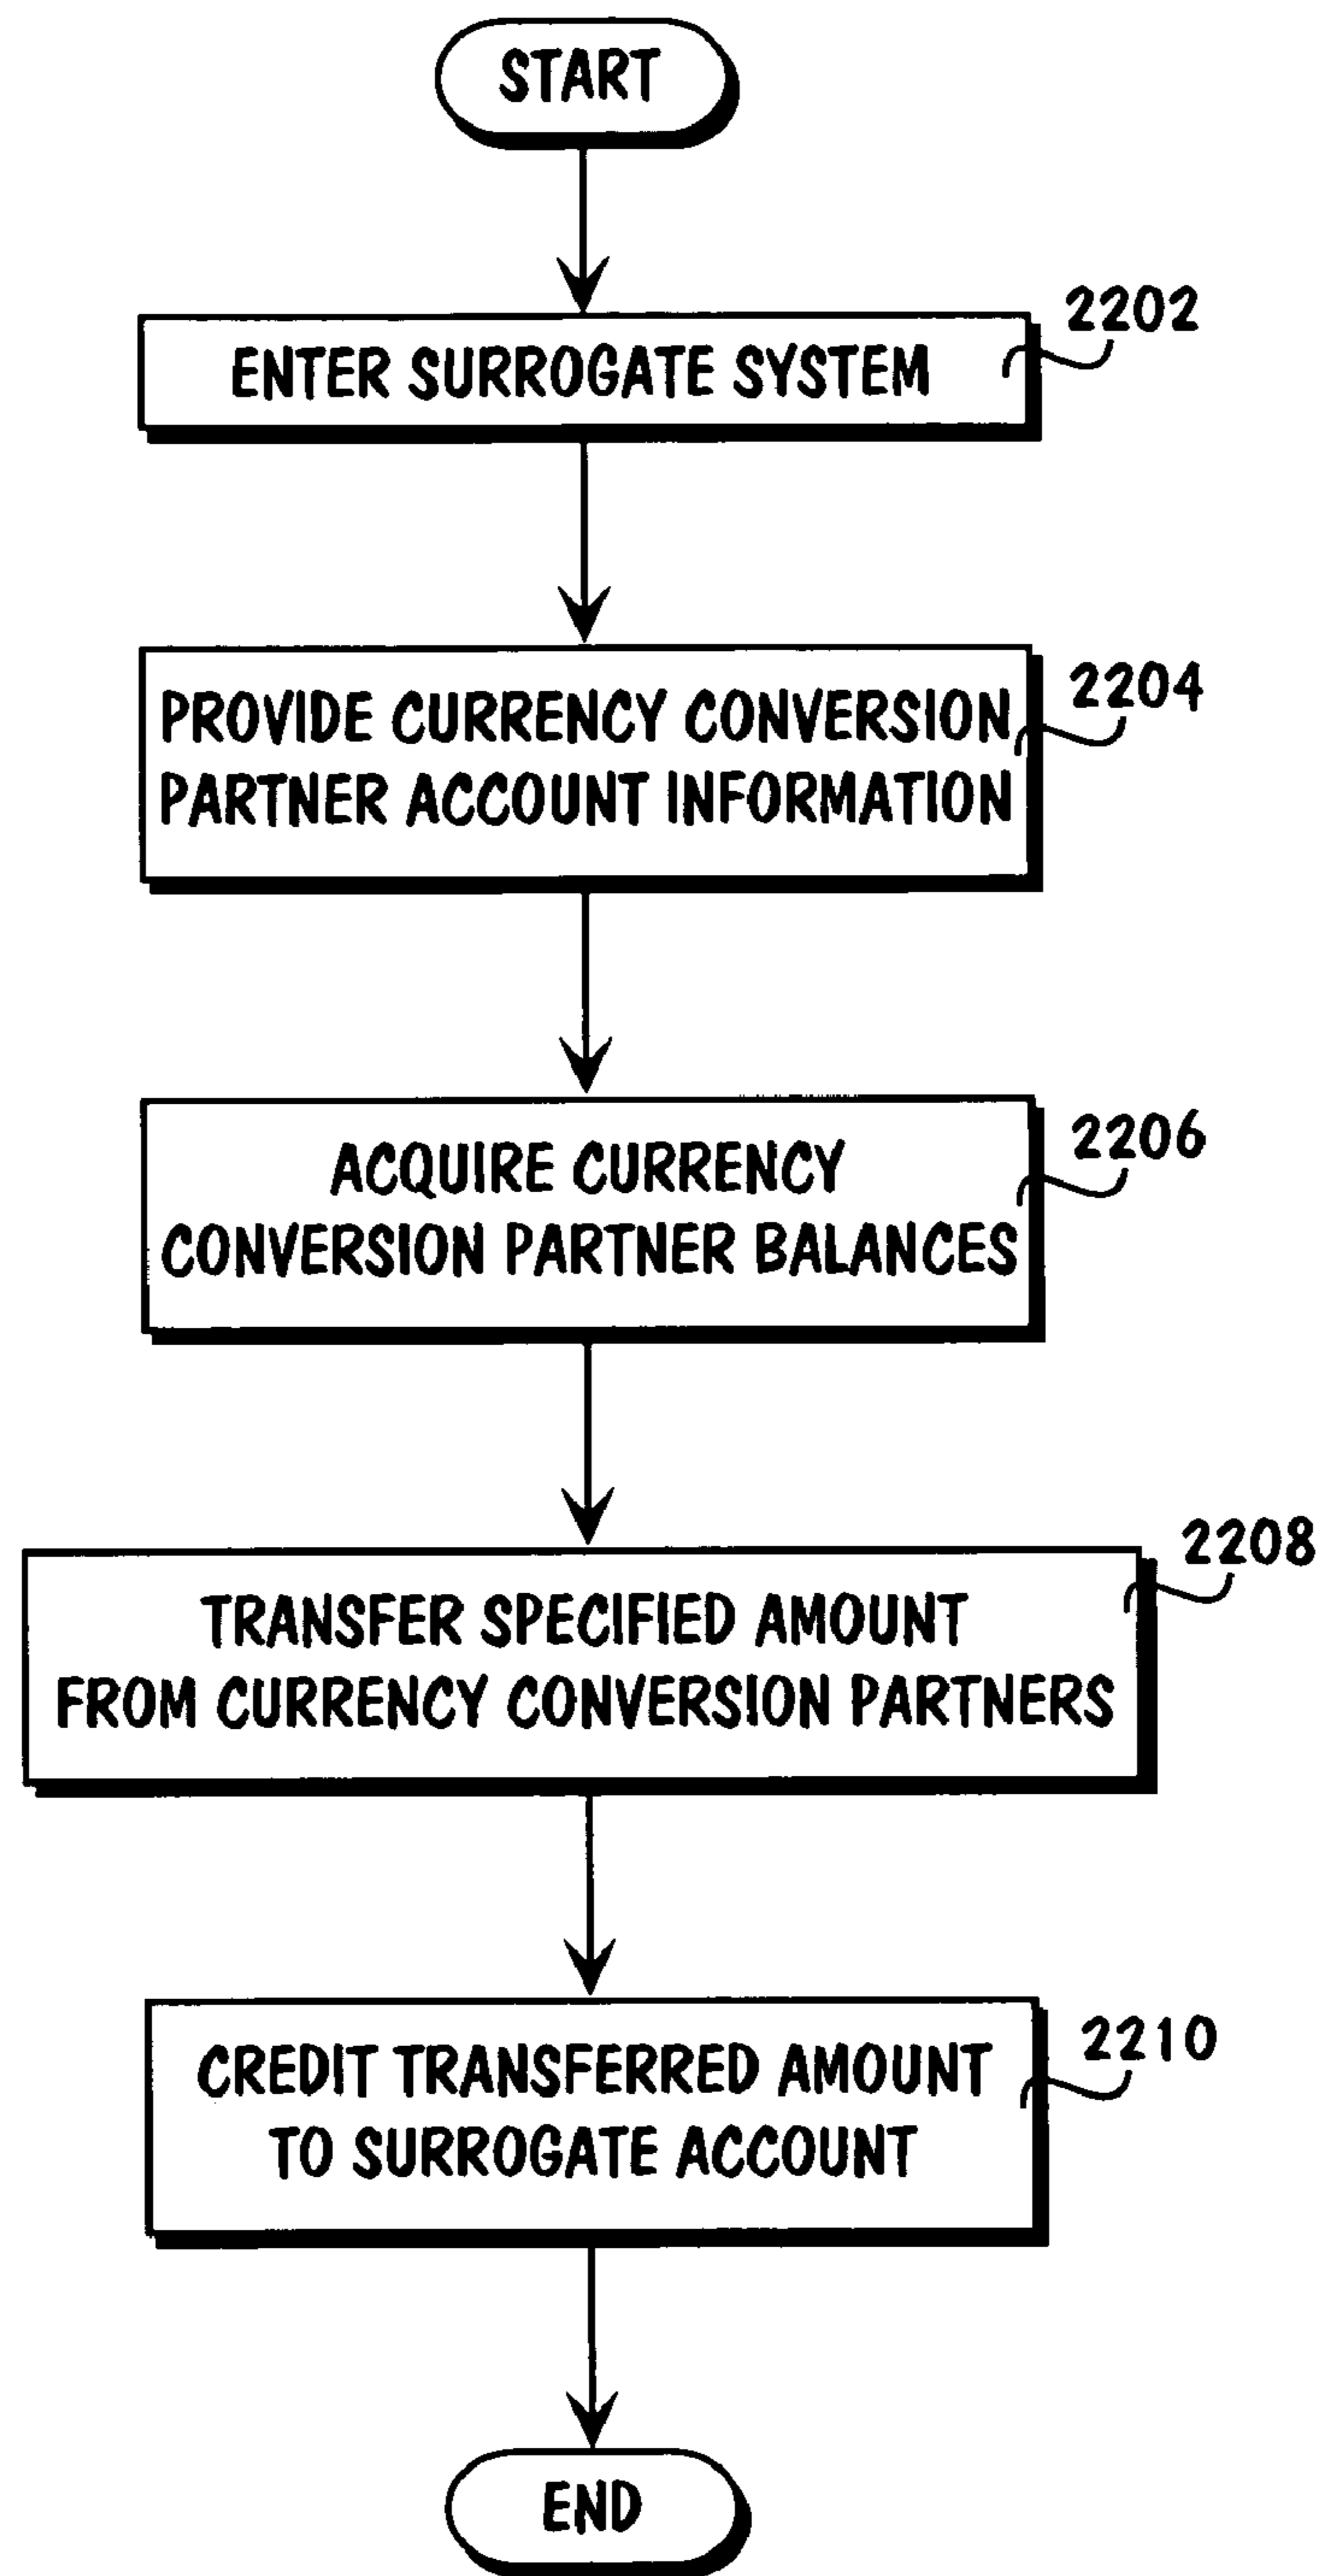 START
2202
ENTER SURROGATE SYSTEM
2204
PROVIDE CURRENCY CONVERSION
PARTNER ACCOUNT INFORMATION
2206
ACQUIRE CURRENCY
CONVERSION PARTNER BALANCES
2208
TRANSFER SPECIFIED AMOUNT
FROM CURRENCY CONVERSION PARTNERS
2210
CREDIT TRANSFERRED AMOUNT
TO SURROGATE ACCOUNT
END